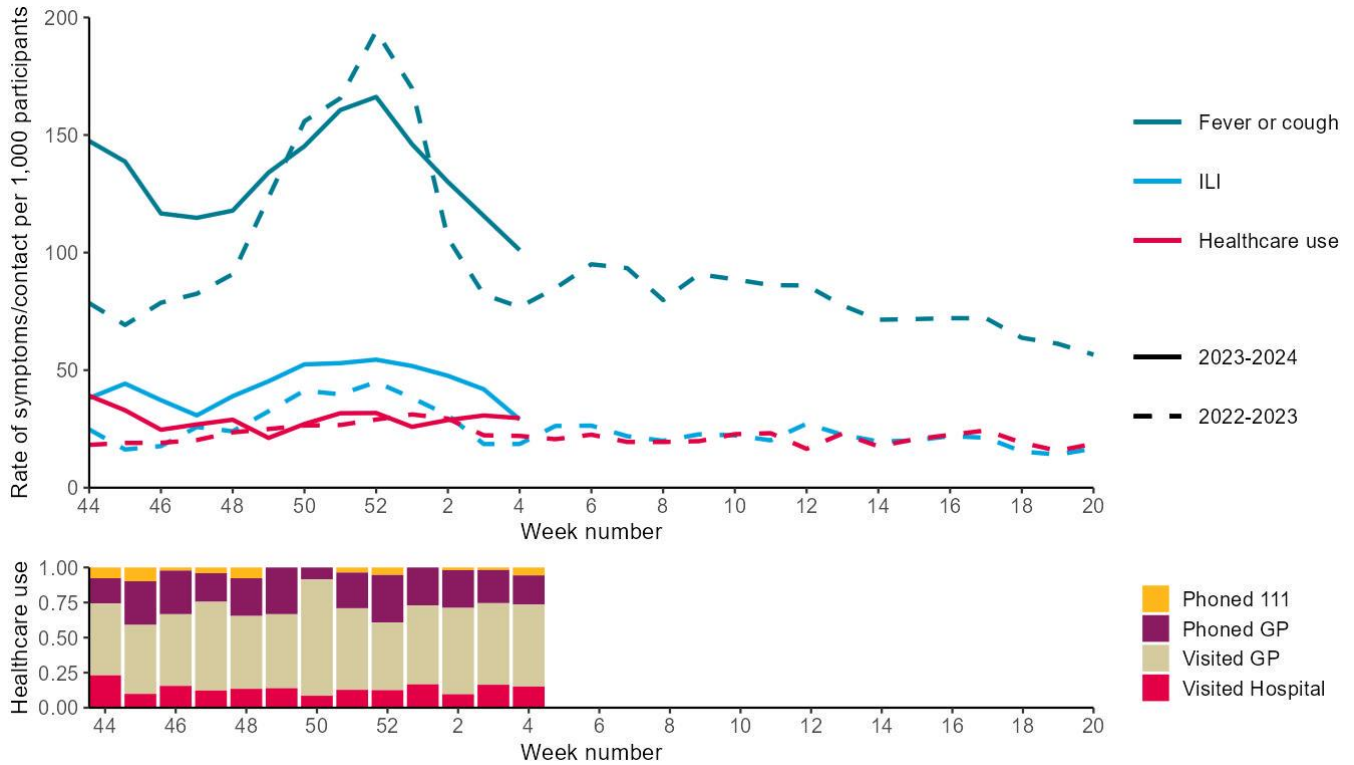 Rate of symptoms/contact per 1,000 participants
200
150
100
50
0
44 46 48 50 52 2 4 6 8 10 12 14 16 18 20
Week number
Fever or cough
ILI
Healthcare use
2023-2024
2022-2023
Healthcare use
1.00
0.75
0.50
0.25
0.00
44 46 48 50 52 2 4 6 8 10 12 14 16 18 20
Week number
Phoned 111
Phoned GP
Visited GP
Visited Hospital